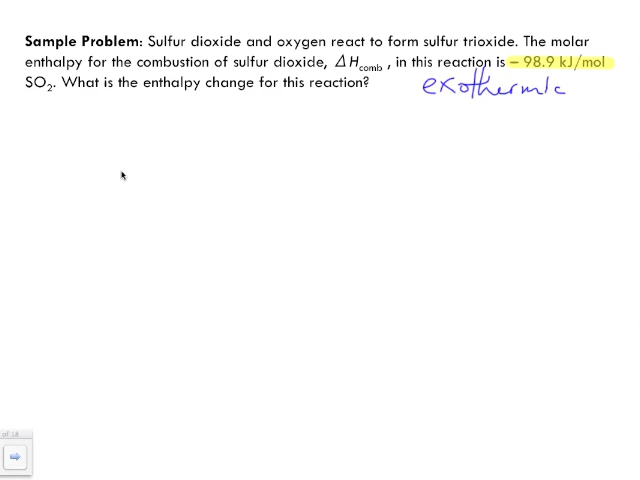 Sample Problem: Sulfur dioxide and oxygen react to form sulfur trioxide. The molar
enthalpy for the combustion of sulfur dioxide, ΔHcomb , in this reaction is – 98.9 kJ/mol
SO₂. What is the enthalpy change for this reaction?
exothermic
of 18